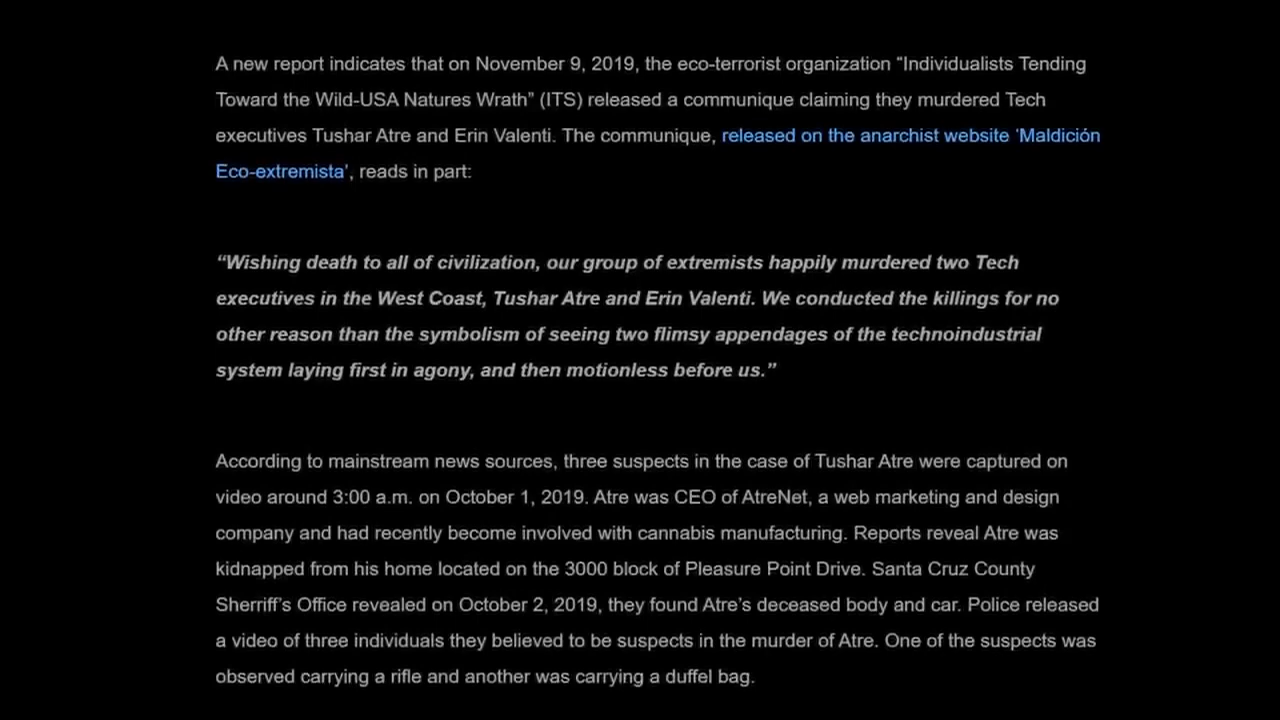 A new report indicates that on November 9, 2019, the eco-terrorist organization “Individualists Tending
Toward the Wild-USA Natures Wrath” (ITS) released a communique claiming they murdered Tech
executives Tushar Atre and Erin Valenti. The communique, released on the anarchist website ‘Maldición
Eco-extremista’, reads in part:
“Wishing death to all of civilization, our group of extremists happily murdered two Tech
executives in the West Coast, Tushar Atre and Erin Valenti. We conducted the killings for no
other reason than the symbolism of seeing two flimsy appendages of the technoindustrial
system laying first in agony, and then motionless before us.”
According to mainstream news sources, three suspects in the case of Tushar Atre were captured on
video around 3:00 a.m. on October 1, 2019. Atre was CEO of AtreNet, a web marketing and design
company and had recently become involved with cannabis manufacturing. Reports reveal Atre was
kidnapped from his home located on the 3000 block of Pleasure Point Drive. Santa Cruz County
Sherriff’s Office revealed on October 2, 2019, they found Atre’s deceased body and car. Police released
a video of three individuals they believed to be suspects in the murder of Atre. One of the suspects was
observed carrying a rifle and another was carrying a duffel bag.